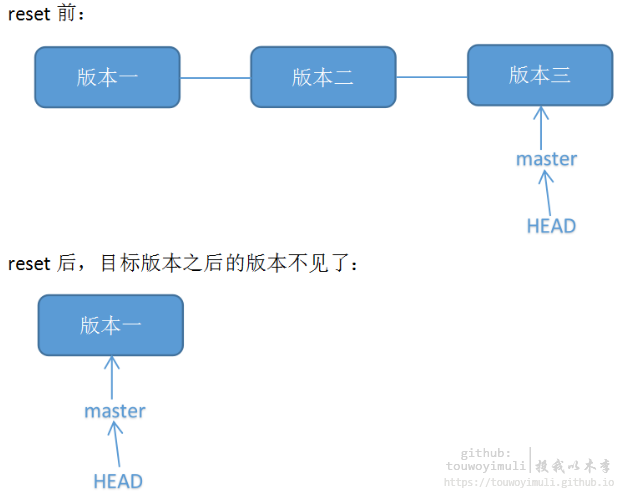 reset 前：
版本一
版本二
版本三
master
HEAD
reset 后，目标版本之后的版本不见了：
版本一
master
HEAD
github:
touwoyimuli
投我以木李
https://touwoyimuli.github.io